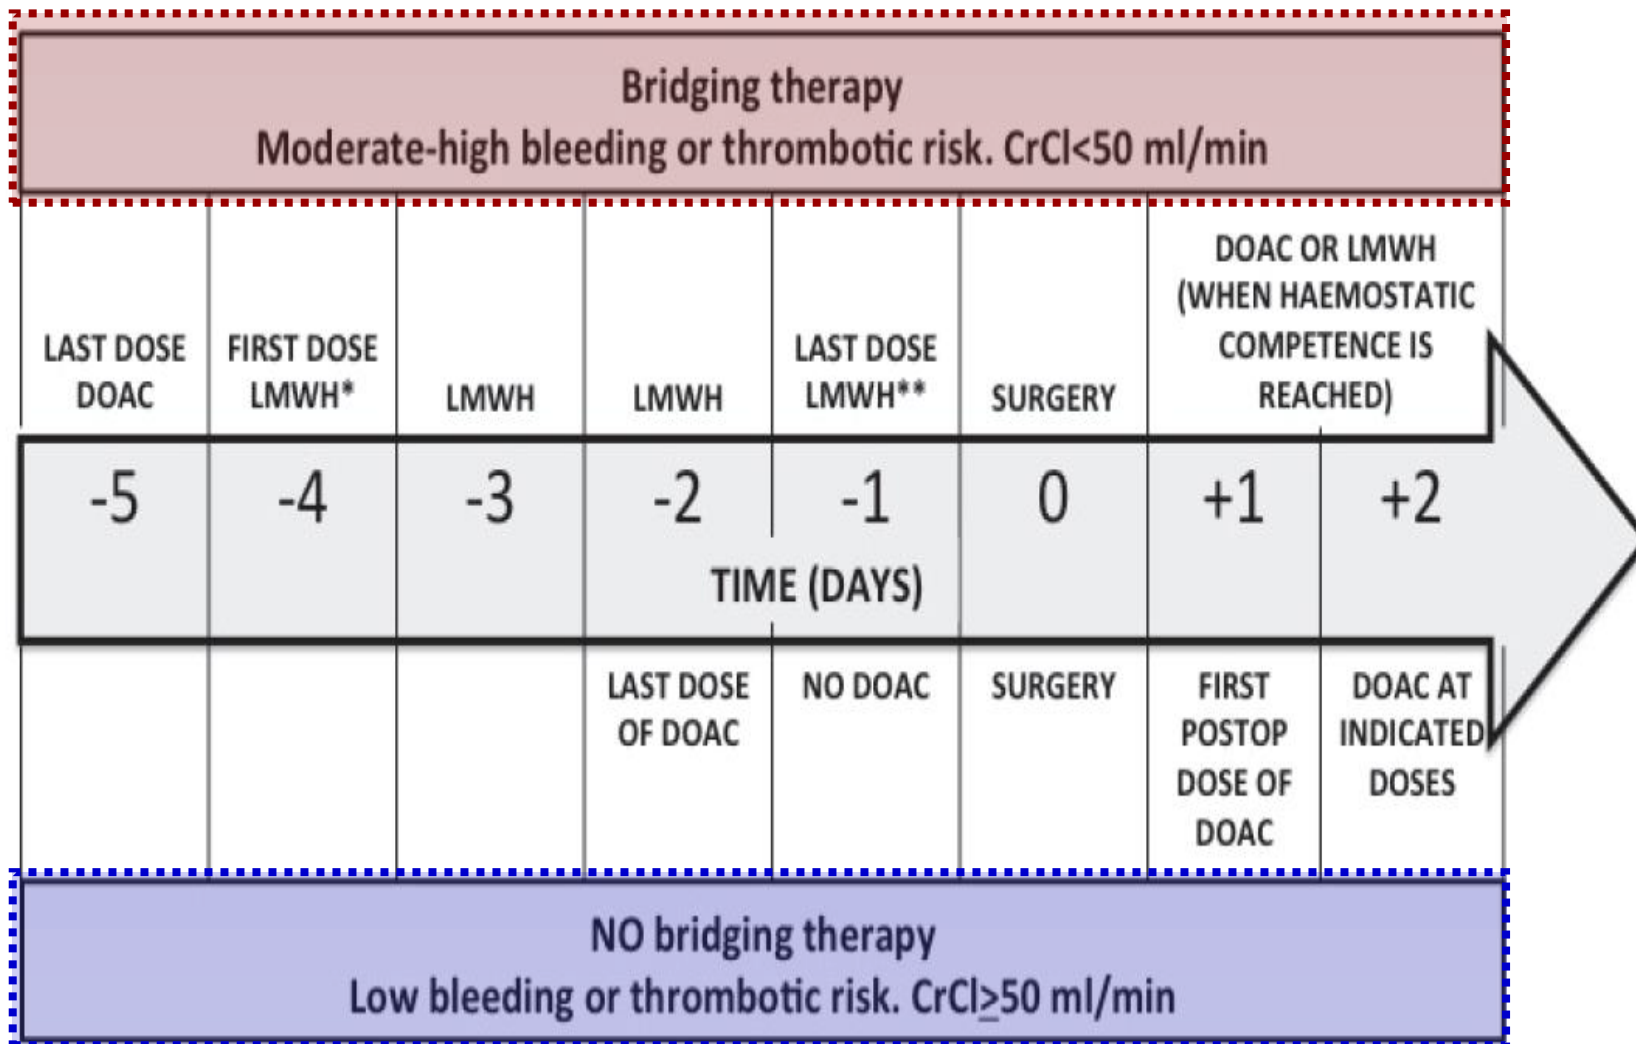 Bridging therapy
Moderate-high bleeding or thrombotic risk. CrCl<50 ml/min
LAST DOSE
DOAC
FIRST DOSE
LMWH*
LMWH
LMWH
LAST DOSE
LMWH**
SURGERY
DOAC OR LMWH
(WHEN HAEMOSTATIC
COMPETENCE IS
REACHED)
-5
-4
-3
-2
-1
0
+1
+2
TIME (DAYS)
LAST DOSE
OF DOAC
NO DOAC
SURGERY
FIRST
POSTOP
DOSE OF
DOAC
DOAC AT
INDICATED
DOSES
NO bridging therapy
Low bleeding or thrombotic risk. CrCl≥50 ml/min